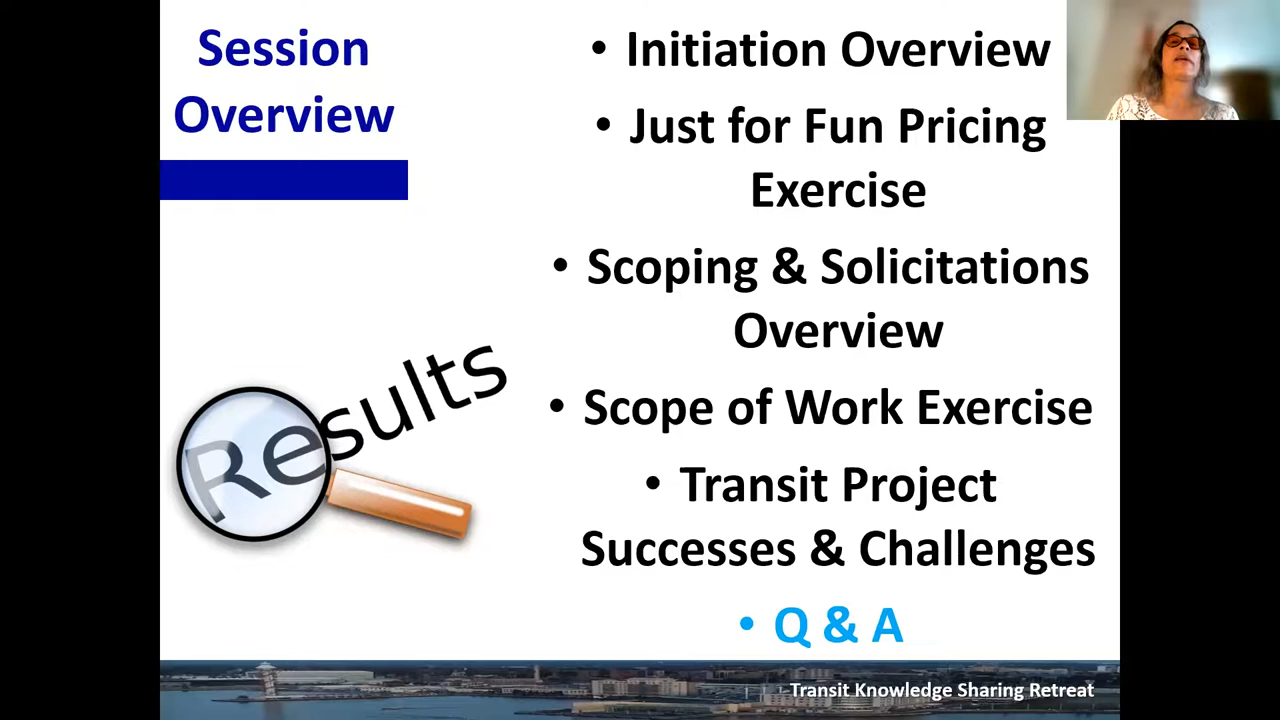 Session
Overview
• Initiation Overview
• Just for Fun Pricing
Exercise
• Scoping & Solicitations
Overview
• Scope of Work Exercise
• Transit Project
Successes & Challenges
• Q & A
Results
Transit Knowledge Sharing Retreat